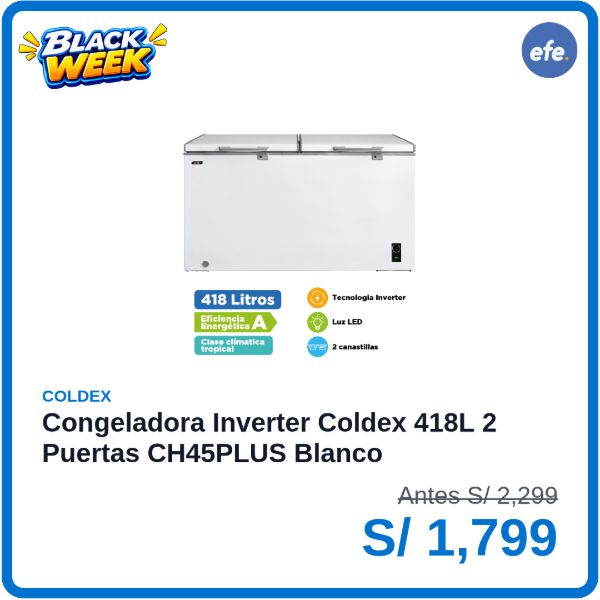 BLACK
WEEK
efe.
418 Litros
Eficiencia
Energética A
Clase climática
tropical
Tecnología Inverter
Luz LED
2 canastillas
COLDEX
Congeladora Inverter Coldex 418L 2
Puertas CH45PLUS Blanco
Antes S/ 2,299
S/ 1,799